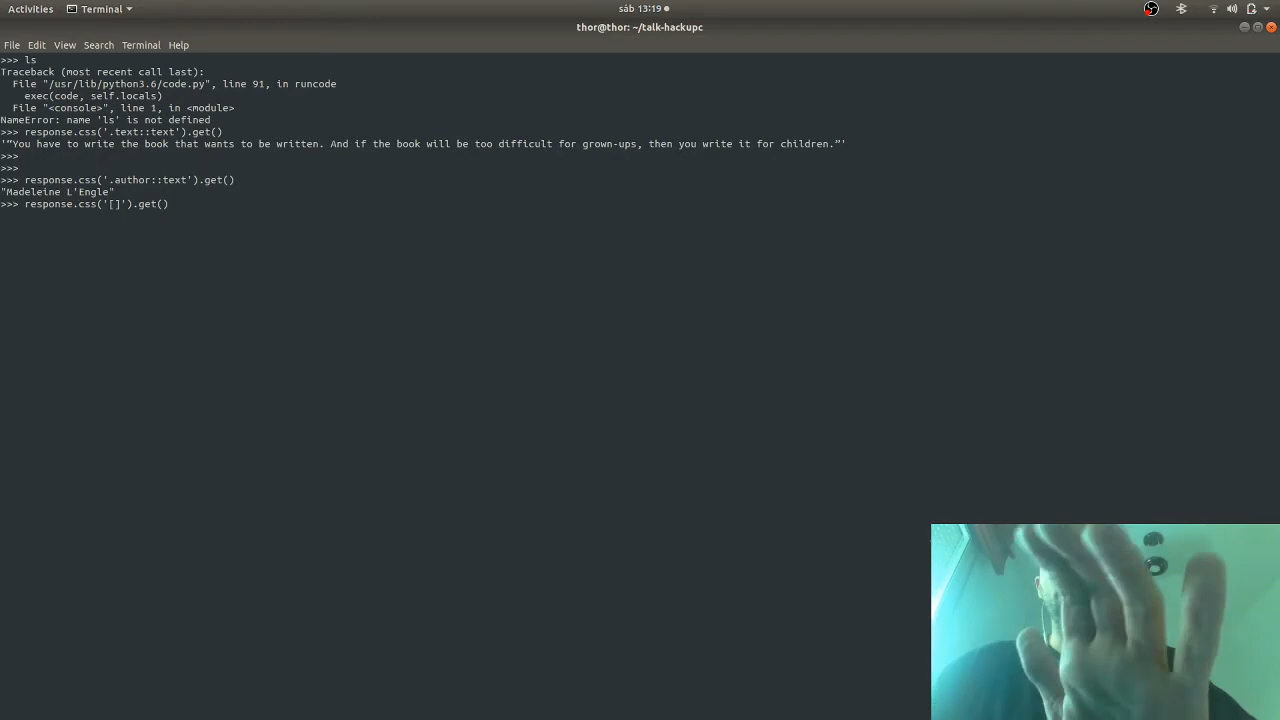 Activities Terminal sáb 13:19
thor@thor: ~/talk-hackupc
File Edit View Search Terminal Help
>>> ls
Traceback (most recent call last):
  File "/usr/lib/python3.6/code.py", line 91, in runcode
    exec(code, self.locals)
  File "<console>", line 1, in <module>
NameError: name 'ls' is not defined
>>> response.css('.text::text').get()
'“You have to write the book that wants to be written. And if the book will be too difficult for grown-ups, then you write it for children.”'
>>>
>>>
>>> response.css('.author::text').get()
"Madeleine L'Engle"
>>> response.css('[]').get()